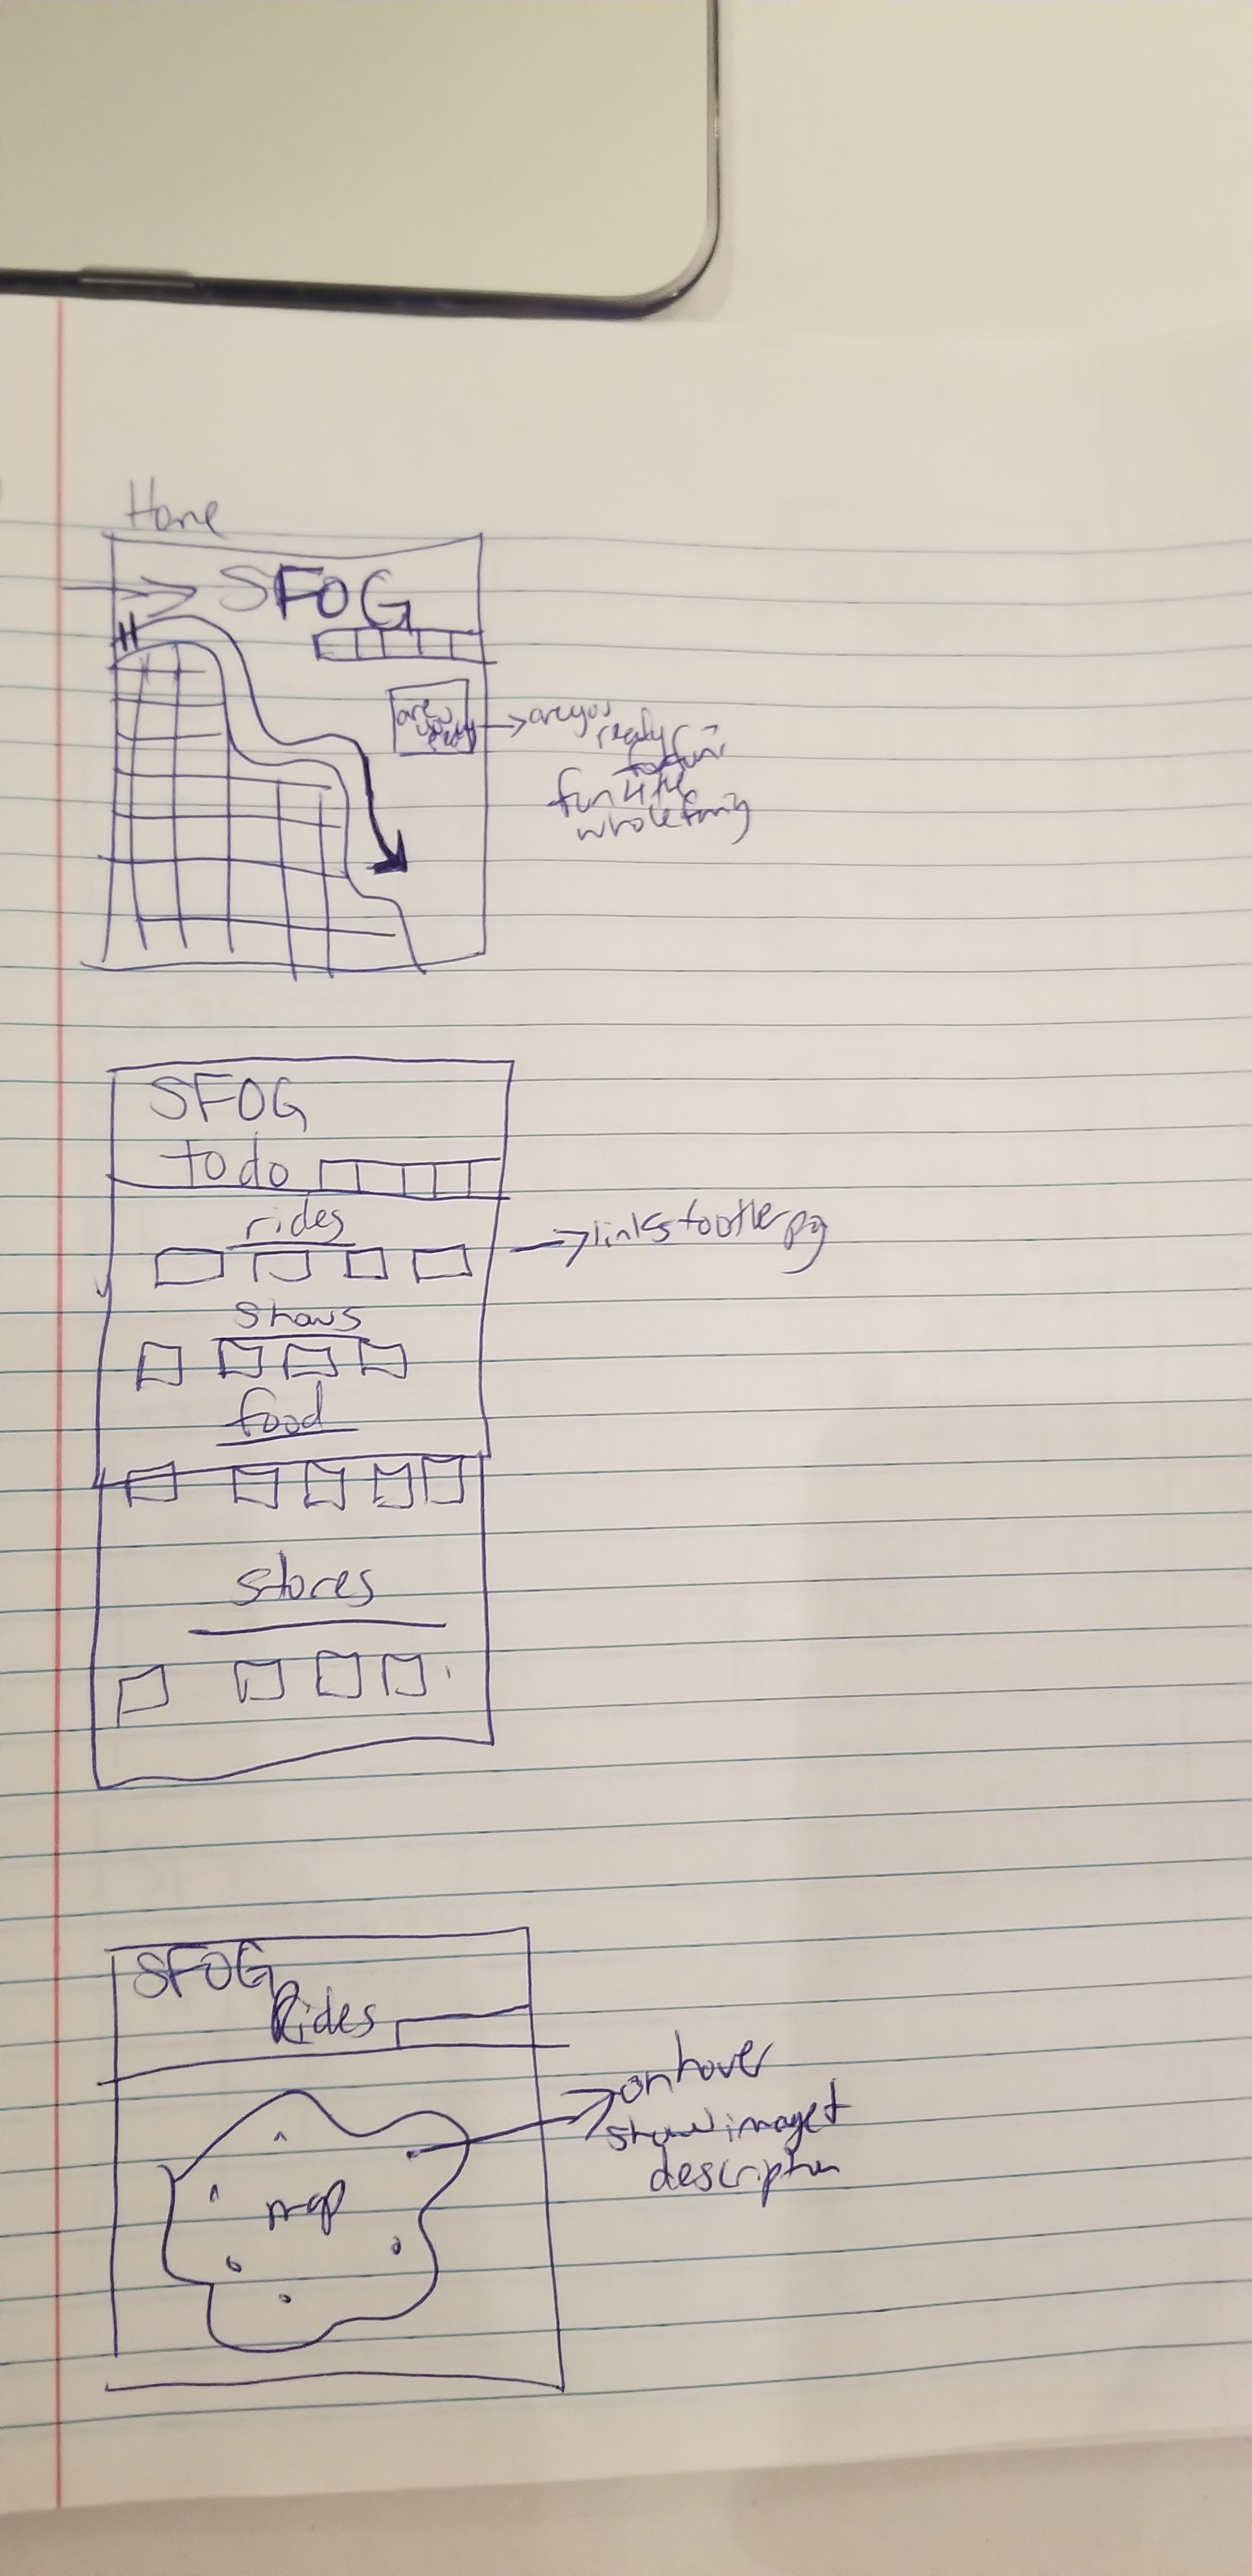 Home
SFOG
are
you
ready
are you
ready
for fun?
fun 4 the
whole family
SFOG
to do
rides
links to other pg
Shows
food
stores
SFOG
Rides
map
on hover
show image +
description